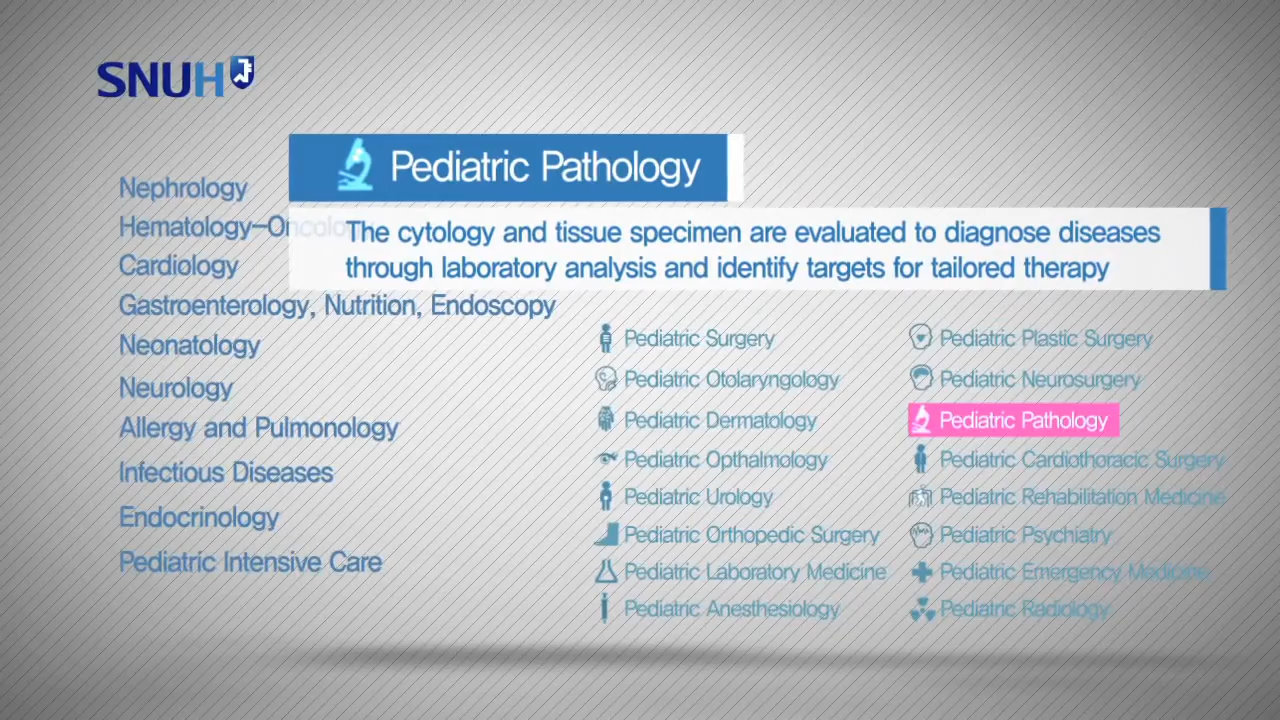 SNUH
Pediatric Pathology
The cytology and tissue specimen are evaluated to diagnose diseases
through laboratory analysis and identify targets for tailored therapy
Nephrology
Hematology-Oncology
Cardiology
Gastroenterology, Nutrition, Endoscopy
Neonatology
Neurology
Allergy and Pulmonology
Infectious Diseases
Endocrinology
Pediatric Intensive Care
Pediatric Surgery
Pediatric Otolaryngology
Pediatric Dermatology
Pediatric Opthalmology
Pediatric Urology
Pediatric Orthopedic Surgery
Pediatric Laboratory Medicine
Pediatric Anesthesiology
Pediatric Plastic Surgery
Pediatric Neurosurgery
Pediatric Pathology
Pediatric Cardiothoracic Surgery
Pediatric Rehabilitation Medicine
Pediatric Psychiatry
Pediatric Emergency Medicine
Pediatric Radiology